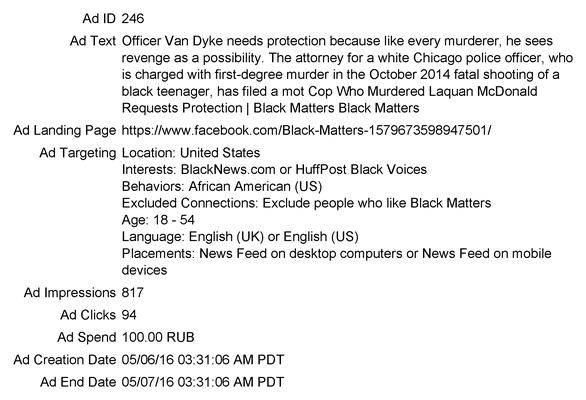 Ad ID 246
Ad Text Officer Van Dyke needs protection because like every murderer, he sees
revenge as a possibility. The attorney for a white Chicago police officer, who
is charged with first-degree murder in the October 2014 fatal shooting of a
black teenager, has filed a mot Cop Who Murdered Laquan McDonald
Requests Protection | Black Matters Black Matters
Ad Landing Page https://www.facebook.com/Black-Matters-1579673598947501/
Ad Targeting Location: United States
Interests: BlackNews.com or HuffPost Black Voices
Behaviors: African American (US)
Excluded Connections: Exclude people who like Black Matters
Age: 18 - 54
Language: English (UK) or English (US)
Placements: News Feed on desktop computers or News Feed on mobile
devices
Ad Impressions 817
Ad Clicks 94
Ad Spend 100.00 RUB
Ad Creation Date 05/06/16 03:31:06 AM PDT
Ad End Date 05/07/16 03:31:06 AM PDT